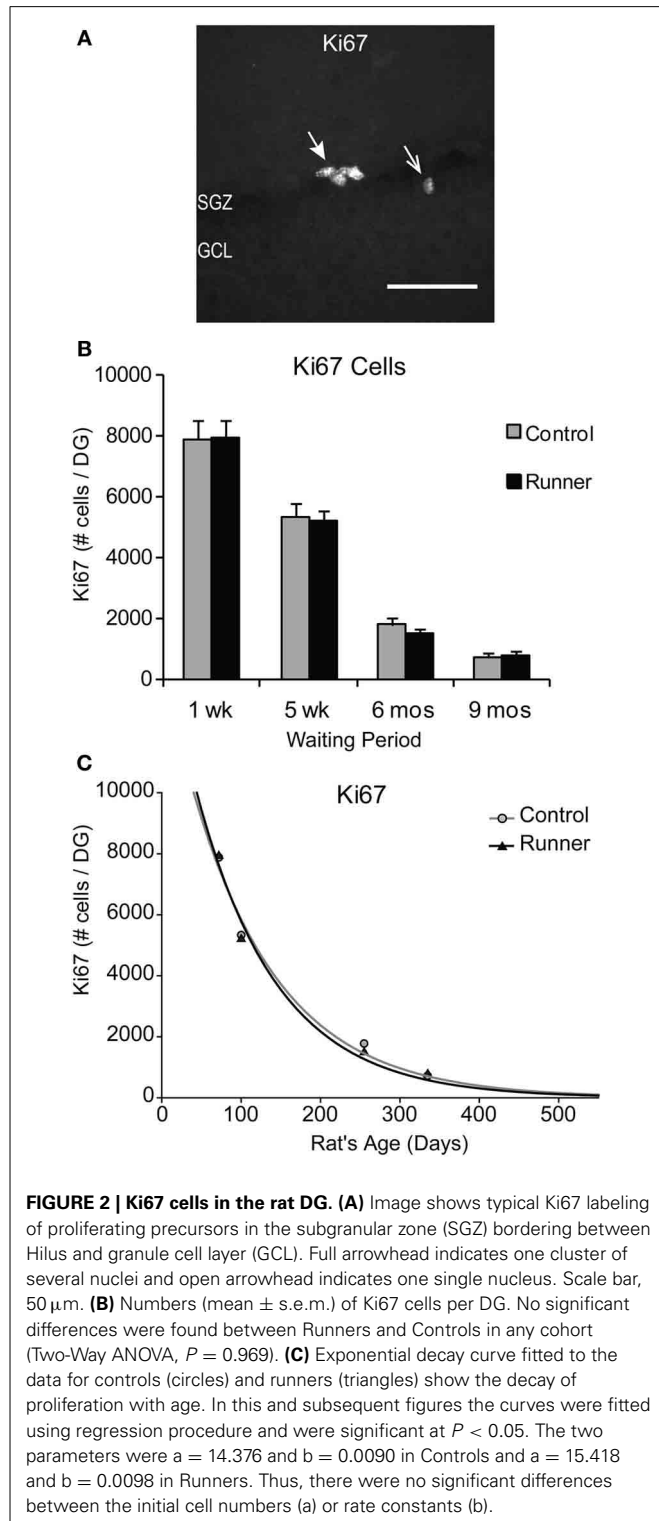 A
Ki67
SGZ
GCL
B
Ki67 Cells
10000
8000
6000
4000
2000
0
Ki67 (# cells / DG)
Control
Runner
1 wk 5 wk 6 mos 9 mos
Waiting Period
C
Ki67
10000
8000
6000
4000
2000
0
Ki67 (# cells / DG)
Control
Runner
0 100 200 300 400 500
Rat's Age (Days)
FIGURE 2 | Ki67 cells in the rat DG. (A) Image shows typical Ki67 labeling
of proliferating precursors in the subgranular zone (SGZ) bordering between
Hilus and granule cell layer (GCL). Full arrowhead indicates one cluster of
several nuclei and open arrowhead indicates one single nucleus. Scale bar,
50 μm. (B) Numbers (mean ± s.e.m.) of Ki67 cells per DG. No significant
differences were found between Runners and Controls in any cohort
(Two-Way ANOVA, P = 0.969). (C) Exponential decay curve fitted to the
data for controls (circles) and runners (triangles) show the decay of
proliferation with age. In this and subsequent figures the curves were fitted
using regression procedure and were significant at P < 0.05. The two
parameters were a = 14.376 and b = 0.0090 in Controls and a = 15.418
and b = 0.0098 in Runners. Thus, there were no significant differences
between the initial cell numbers (a) or rate constants (b).